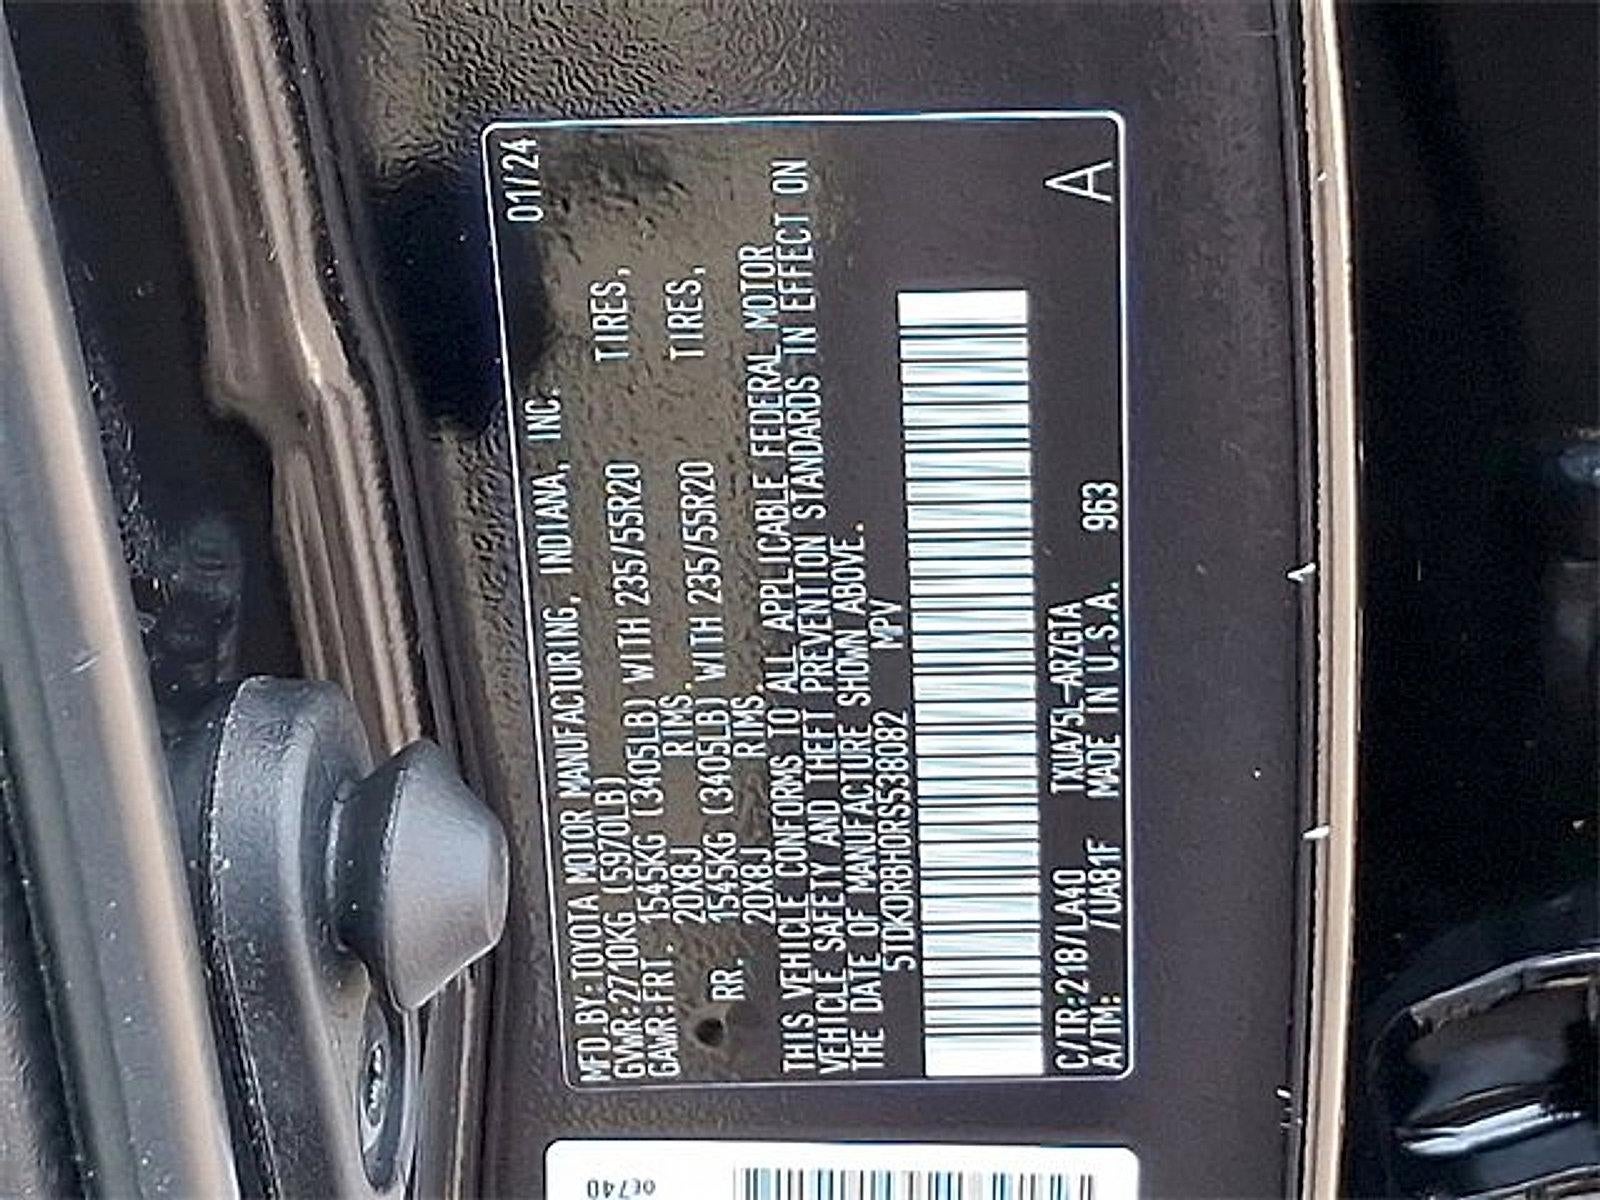 MFD.BY:TOYOTA MOTOR MANUFACTURING, INDIANA, INC. 01/24
GVWR:2710KG (5970LB)
GAWR:FRT. 1545KG (3405LB) WITH 235/55R20 TIRES,
20X8J RIMS.
RR. 1545KG (3405LB) WITH 235/55R20 TIRES,
20X8J RIMS.
THIS VEHICLE CONFORMS TO ALL APPLICABLE FEDERAL MOTOR
VEHICLE SAFETY AND THEFT PREVENTION STANDARDS IN EFFECT ON
THE DATE OF MANUFACTURE SHOWN ABOVE.
5TDKDRBH0RS538082 MPV
C/TR:218/LA40 TXUA75L-ARZGTA
A/TM: /UA81F MADE IN U.S.A. 963
A
0E740